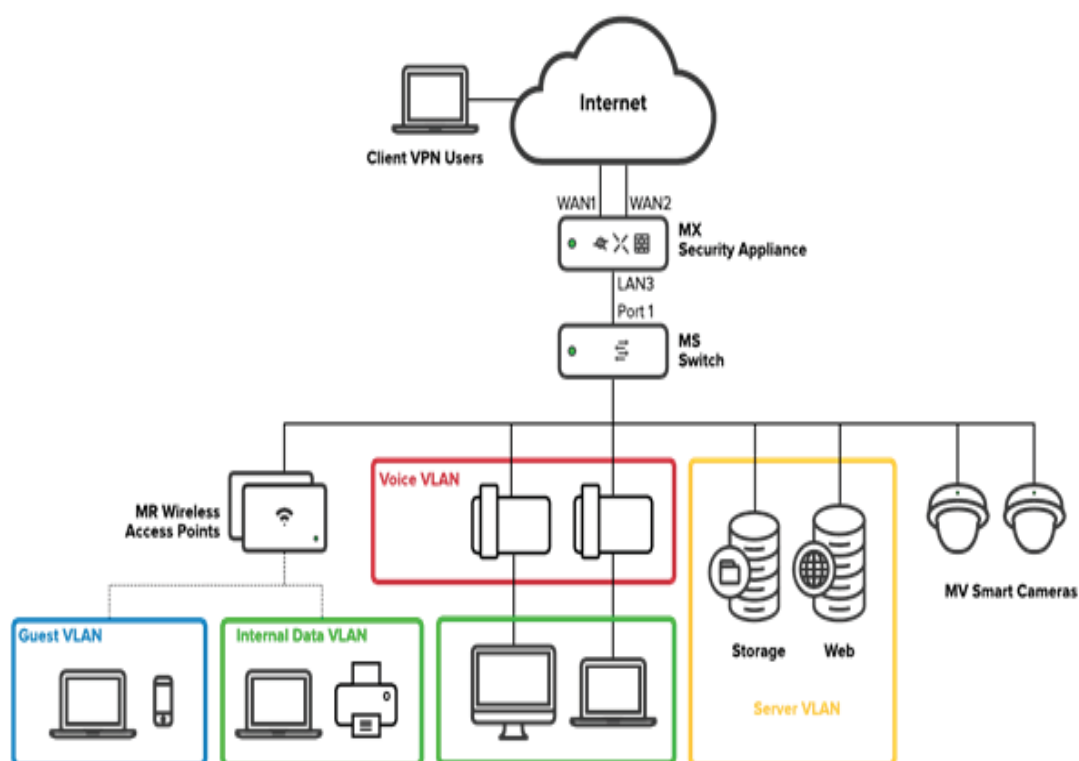 Internet
Client VPN Users
WAN1
WAN2
MX
Security Appliance
LAN3
Port 1
MS
Switch
Voice VLAN
MR Wireless
Access Points
MV Smart Cameras
Guest VLAN
Internal Data VLAN
Storage
Web
Server VLAN